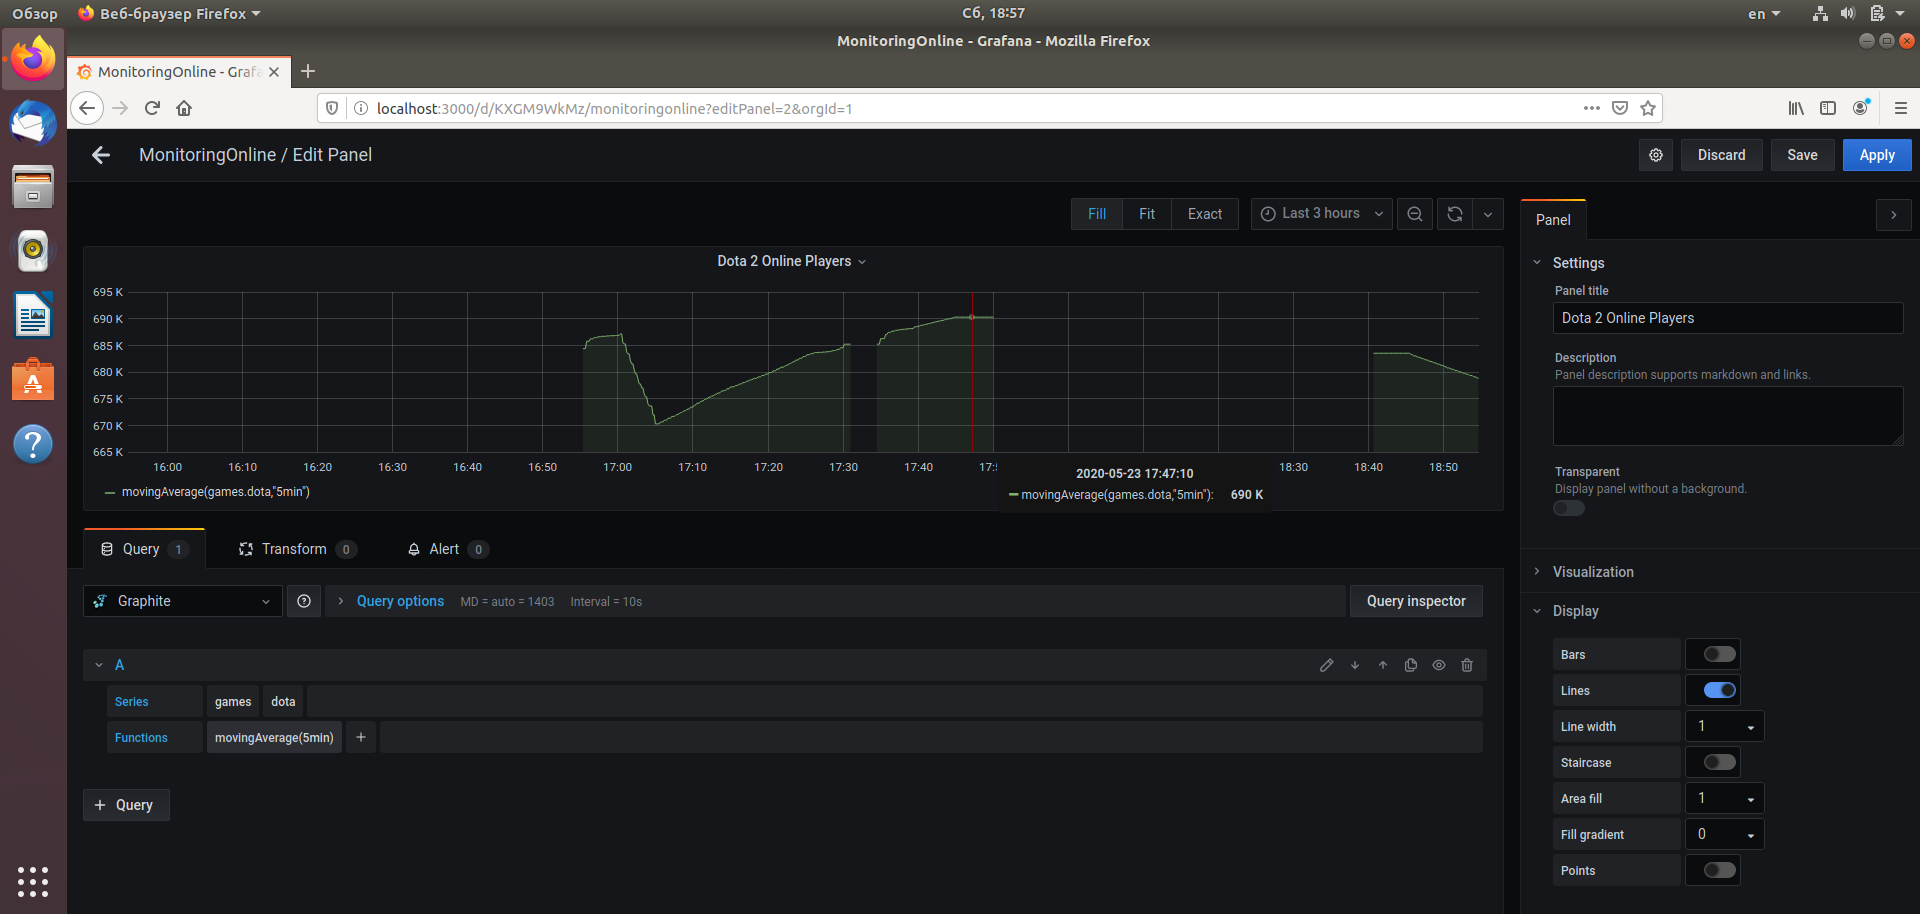 Обзор
Веб-браузер Firefox
Сб, 18:57
en
MonitoringOnline - Grafana - Mozilla Firefox
MonitoringOnline - Grafa
localhost:3000/d/KXGM9WkMz/monitoringonline?editPanel=2&orgId=1
MonitoringOnline / Edit Panel
Discard
Save
Apply
Fill
Fit
Exact
Last 3 hours
Dota 2 Online Players
695 K
690 K
685 K
680 K
675 K
670 K
665 K
16:00
16:10
16:20
16:30
16:40
16:50
17:00
17:10
17:20
17:30
17:40
17:5
18:30
18:40
18:50
movingAverage(games.dota,"5min")
2020-05-23 17:47:10
movingAverage(games.dota,"5min"): 690 K
Query 1
Transform 0
Alert 0
Graphite
Query options
MD = auto = 1403
Interval = 10s
Query inspector
A
Series
games
dota
Functions
movingAverage(5min)
+
+ Query
Panel
Settings
Panel title
Dota 2 Online Players
Description
Panel description supports markdown and links.
Transparent
Display panel without a background.
Visualization
Display
Bars
Lines
Line width
1
Staircase
Area fill
1
Fill gradient
0
Points